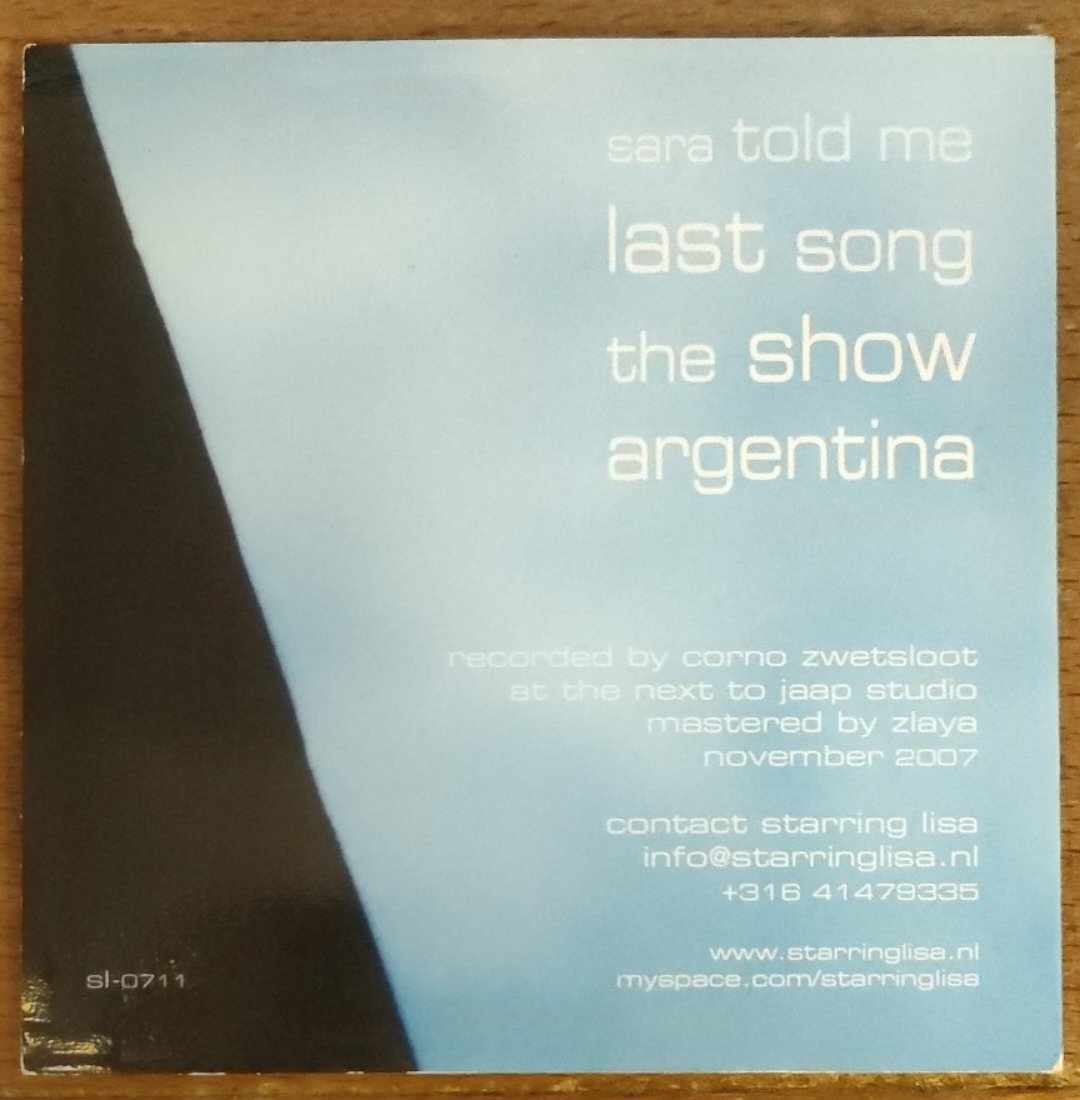 sara told me
last song
the show
argentina
recorded by corno zwetsloot
at the next to jaap studio
mastered by zlaya
november 2007
contact starring lisa
info@starringlisa.nl
+316 41479335
www.starringlisa.nl
myspace.com/starringlisa
sl-0711